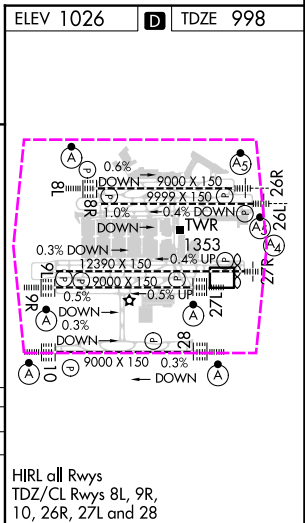 ELEV 1026 D TDZE 998
A
P
A5
0.6%
DOWN 9000 X 150
8L
26R
P
9999 X 150
P
8R
26L
1.0% 0.4% DOWN
TWR
1353
0.3% DOWN
0.4% UP
P
A4
12390 X 150
27R
9L
P
P
9000 X 150
P
9R
0.5%
0.5% UP
27L
A
DOWN
A
0.3%
DOWN
P
28
9000 X 150
0.3%
P
10
A
DOWN
A
HIRL all Rwys
TDZ/CL Rwys 8L, 9R,
10, 26R, 27L and 28